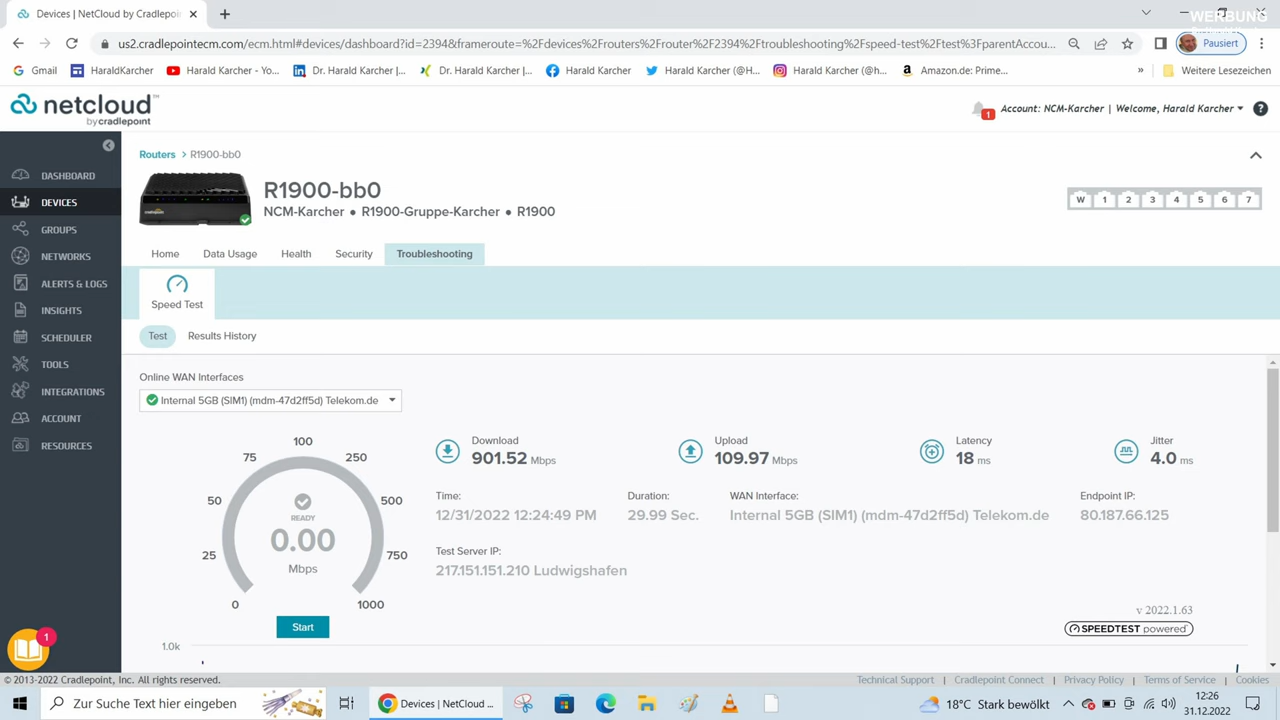 Devices | NetCloud by Cradlepoi
WERBUNG
us2.cradlepointecm.com/ecm.html#devices/dashboard?id=2394&frameroute=%2Fdevices%2Frouters%2Frouter%2F2394%2Ftroubleshooting%2Fspeed-test%2Ftest%3FparentAccou...
Pausiert
Gmail
HaraldKarcher
Harald Karcher - Yo...
Dr. Harald Karcher |...
Dr. Harald Karcher |...
Harald Karcher
Harald Karcher (@H...
Harald Karcher (@h...
Amazon.de: Prime...
»
Weitere Lesezeichen
netcloud™
by cradlepoint
1
Account: NCM-Karcher | Welcome, Harald Karcher
?
Routers > R1900-bb0
R1900-bb0
NCM-Karcher • R1900-Gruppe-Karcher • R1900
W 1 2 3 4 5 6 7
DASHBOARD
DEVICES
GROUPS
NETWORKS
ALERTS & LOGS
INSIGHTS
SCHEDULER
TOOLS
INTEGRATIONS
ACCOUNT
RESOURCES
Home
Data Usage
Health
Security
Troubleshooting
Speed Test
Test
Results History
Online WAN Interfaces
Internal 5GB (SIM1) (mdm-47d2ff5d) Telekom.de
0
25
50
75
100
250
500
750
1000
READY
0.00
Mbps
Start
Download
901.52 Mbps
Upload
109.97 Mbps
Latency
18 ms
Jitter
4.0 ms
Time:
12/31/2022 12:24:49 PM
Duration:
29.99 Sec.
WAN Interface:
Internal 5GB (SIM1) (mdm-47d2ff5d) Telekom.de
Endpoint IP:
80.187.66.125
Test Server IP:
217.151.151.210 Ludwigshafen
v 2022.1.63
SPEEDTEST powered
1.0k
1
© 2013-2022 Cradlepoint, Inc. All rights reserved.
Technical Support | Cradlepoint Connect | Privacy Policy | Terms of Service | Cookies
Zur Suche Text hier eingeben
Devices | NetCloud ...
18°C Stark bewölkt
12:26
31.12.2022